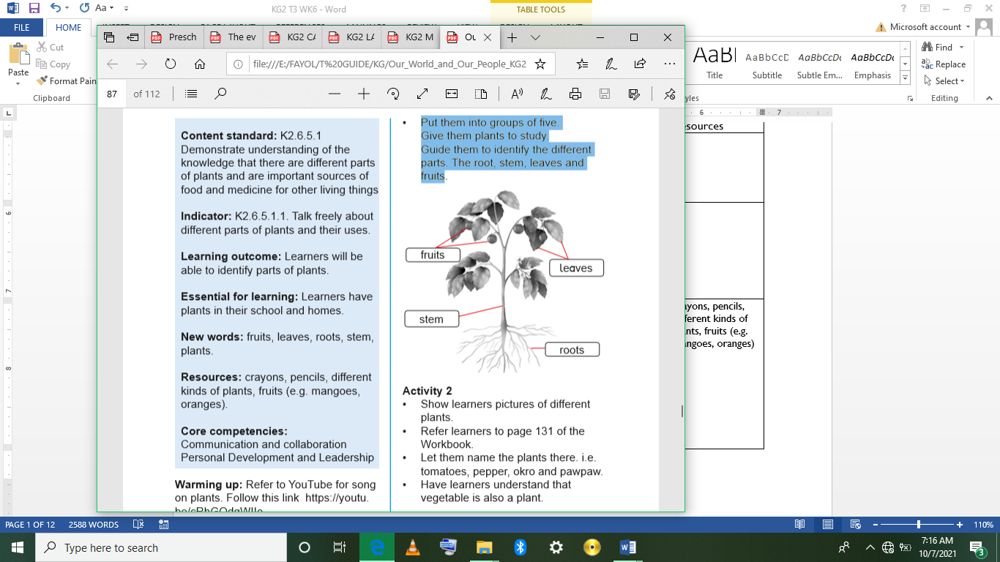 KG2 T3 WK6 - Word
TABLE TOOLS
FILE
HOME
Microsoft account
Cut
Copy
Format Pain
Paste
Clipboard
AaBI
AaBbCcD
AaBbCcDc
AaBbCcDc
Title
Subtitle
Subtle Em...
Emphasis
Find
Replace
Select
Editing
yles
Presch
The ev
KG2 CA
KG2 LA
KG2 M
Ou
file:///E:/FAYOL/T%20GUIDE/KG/Our_World_and_Our_People_KG2
87 of 112
Content standard: K2.6.5.1
Demonstrate understanding of the
knowledge that there are different parts
of plants and are important sources of
food and medicine for other living things
Indicator: K2.6.5.1.1. Talk freely about
different parts of plants and their uses.
Learning outcome: Learners will be
able to identify parts of plants.
Essential for learning: Learners have
plants in their school and homes.
New words: fruits, leaves, roots, stem,
plants.
Resources: crayons, pencils, different
kinds of plants, fruits (e.g. mangoes,
oranges).
Core competencies:
Communication and collaboration
Personal Development and Leadership
Warming up: Refer to YouTube for song
on plants. Follow this link https://youtu.
• Put them into groups of five.
Give them plants to study.
Guide them to identify the different
parts. The root, stem, leaves and
fruits.
fruits
leaves
stem
roots
Activity 2
• Show learners pictures of different
plants.
• Refer learners to page 131 of the
Workbook.
• Let them name the plants there. i.e.
tomatoes, pepper, okro and pawpaw.
• Have learners understand that
vegetable is also a plant.
6 7
esources
ayons, pencils,
ferent kinds of
nts, fruits (e.g.
angoes, oranges)
6
7
8
PAGE 1 OF 12 2588 WORDS
110%
Type here to search
7:16 AM
10/7/2021
3